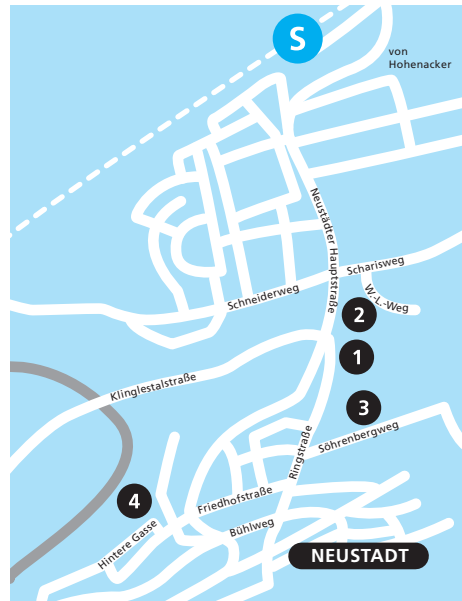 S
von
Hohenacker
Neustädter Hauptstraße
Scharisweg
W.-L.-Weg
Schneiderweg
2
1
Klinglestalstraße
3
Söhrenbergweg
Ringstraße
4
Friedhofstraße
Bühlweg
Hintere Gasse
NEUSTADT